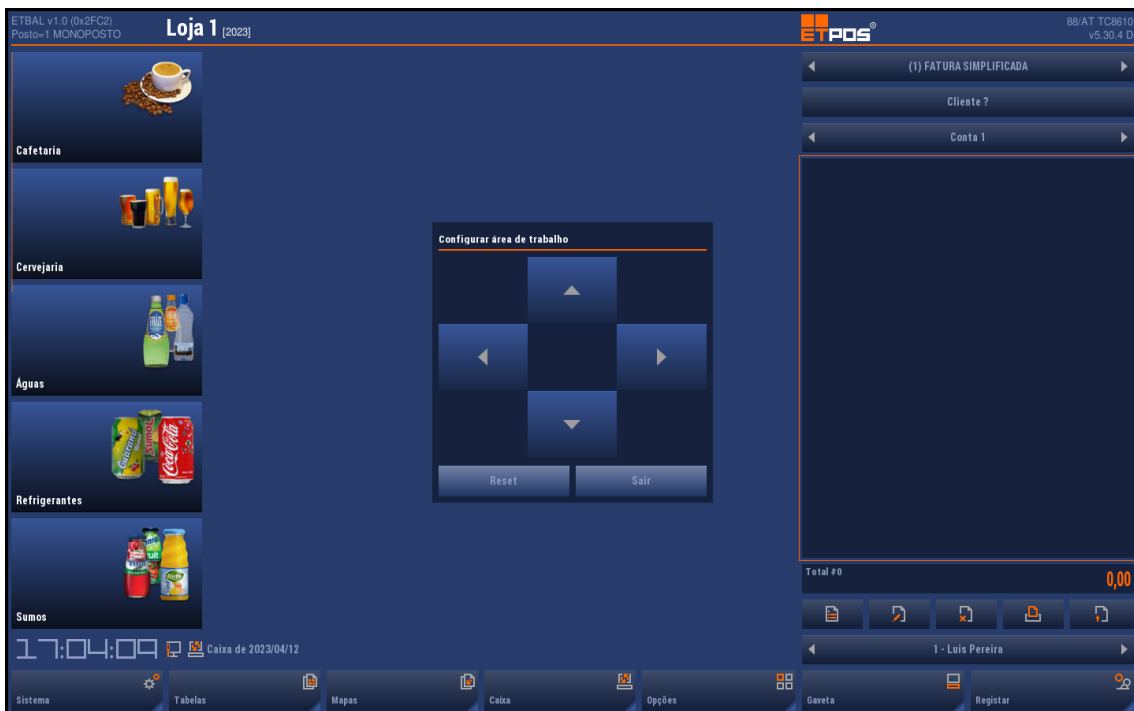 ETBAL v1.0 (0x2FC2)
Posto=1 MONOPOSTO
Loja 1 [2023]
ETPOS®
88/AT TC8610
v5.30.4 D
(1) FATURA SIMPLIFICADA
Cliente ?
Conta 1
Cafetaria
Cervejaria
Águas
Refrigerantes
Sumos
Configurar área de trabalho
Reset
Sair
Total #0
0,00
17:04:09
Caixa de 2023/04/12
1 - Luis Pereira
Sistema
Tabelas
Mapas
Caixa
Opções
Gaveta
Registar